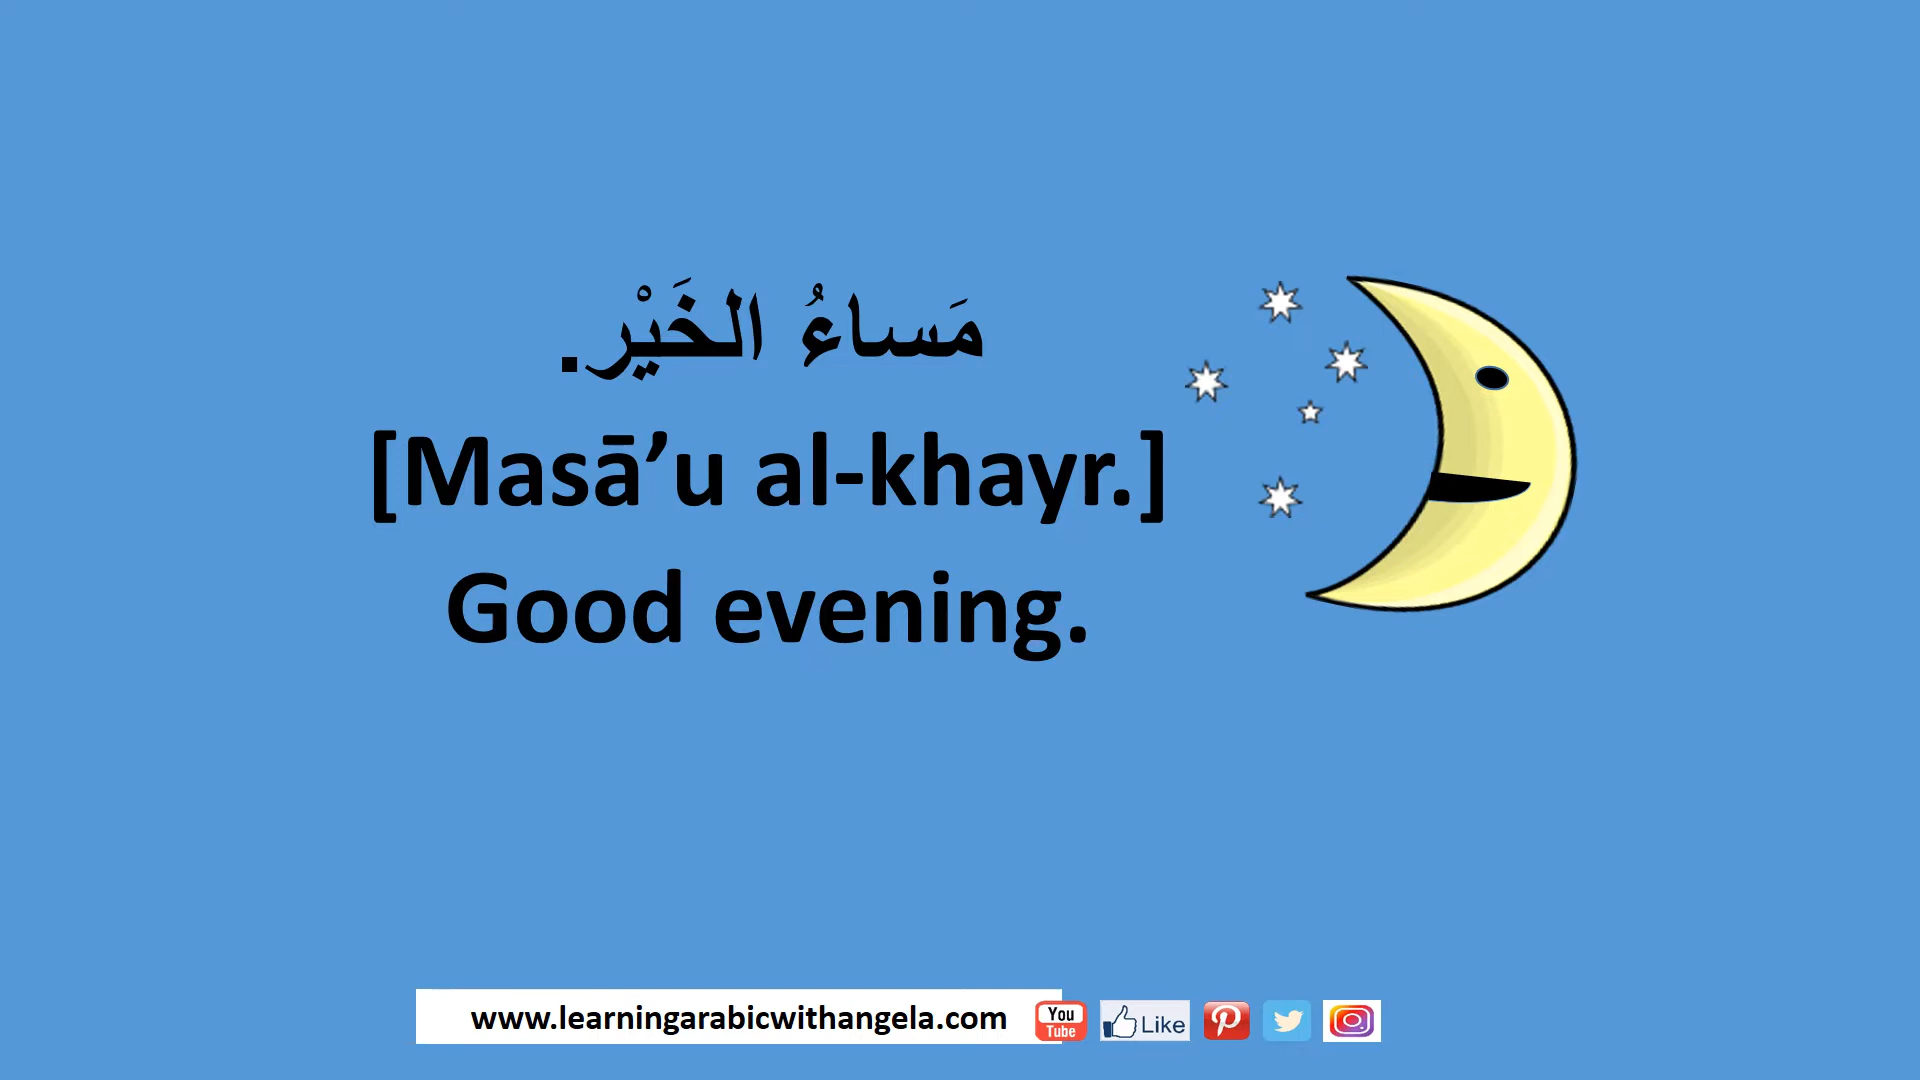 مَساءُ الخَيْر.
[Masā’u al-khayr.]
Good evening.
www.learningarabicwithangela.com
You Tube
Like